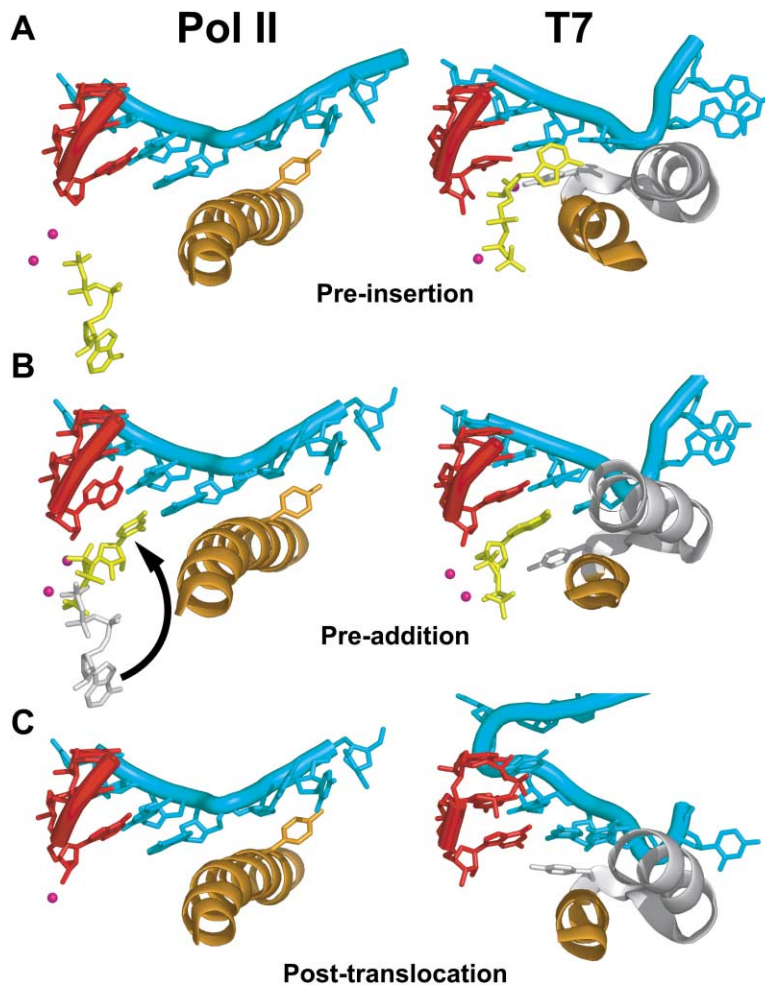 A
Pol II
T7
Pre-insertion
B
Pre-addition
C
Post-translocation